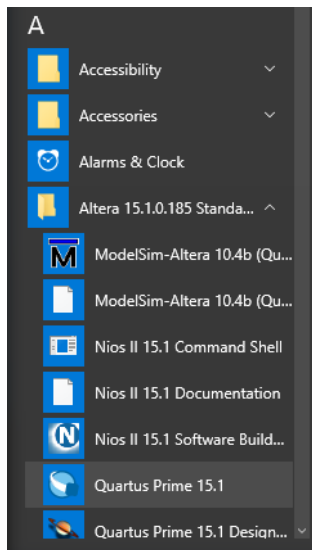 A
Accessibility
Accessories
Alarms & Clock
Altera 15.1.0.185 Standa...
ModelSim-Altera 10.4b (Qu...
ModelSim-Altera 10.4b (Qu...
Nios II 15.1 Command Shell
Nios II 15.1 Documentation
Nios II 15.1 Software Build...
Quartus Prime 15.1
Quartus Prime 15.1 Design...